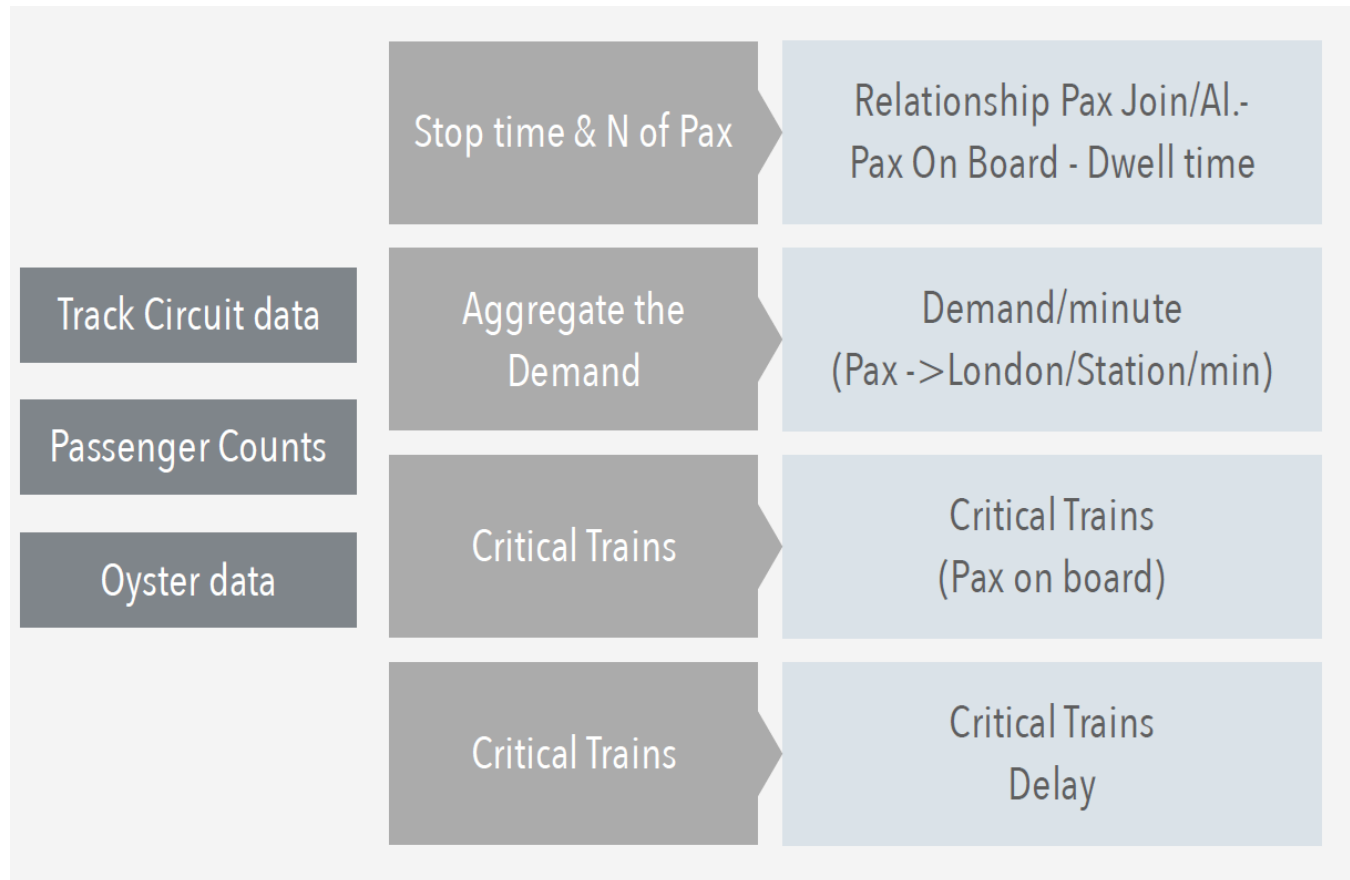 Track Circuit data
Passenger Counts
Oyster data
Stop time & N of Pax
Relationship Pax Join/Al.-
Pax On Board - Dwell time
Aggregate the
Demand
Demand/minute
(Pax ->London/Station/min)
Critical Trains
Critical Trains
(Pax on board)
Critical Trains
Critical Trains
Delay